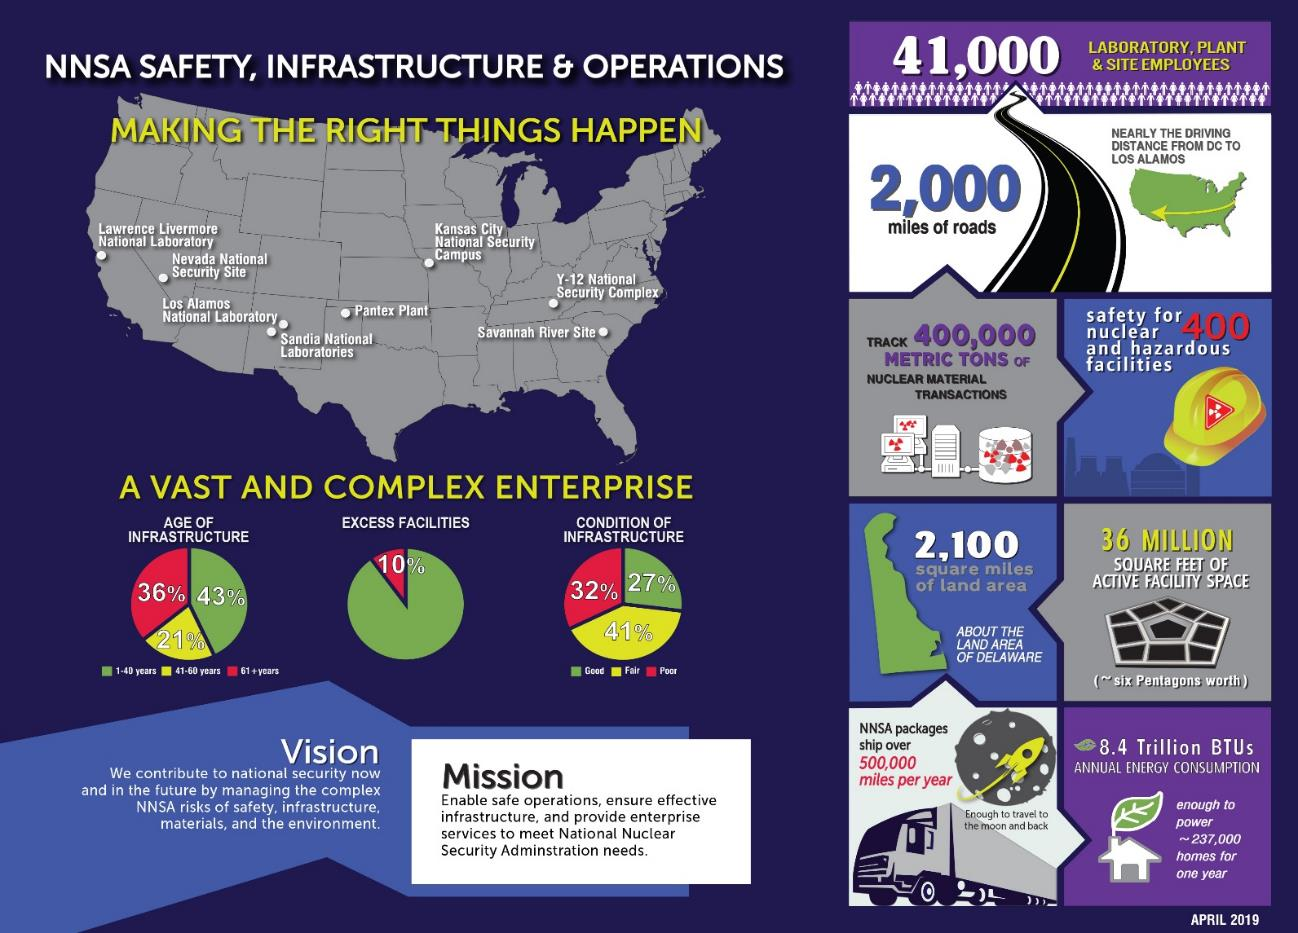 NNSA SAFETY, INFRASTRUCTURE & OPERATIONS
MAKING THE RIGHT THINGS HAPPEN
Lawrence Livermore
National Laboratory
Nevada National
Security Site
Los Alamos
National Laboratory
Sandia National
Laboratories
Pantex Plant
Kansas City
National Security
Campus
Y-12 National
Security Complex
Savannah River Site
A VAST AND COMPLEX ENTERPRISE
AGE OF
INFRASTRUCTURE
36%
43%
21%
1-40 years
41-60 years
61+years
EXCESS FACILITIES
10%
CONDITION OF
INFRASTRUCTURE
32%
27%
41%
Good
Fair
Poor
Vision
We contribute to national security now
and in the future by managing the complex
NNSA risks of safety, infrastructure,
materials, and the environment.
Mission
Enable safe operations, ensure effective
infrastructure, and provide enterprise
services to meet National Nuclear
Security Adminstration needs.
41,000
LABORATORY, PLANT
& SITE EMPLOYEES
2,000
miles of roads
NEARLY THE DRIVING
DISTANCE FROM DC TO
LOS ALAMOS
TRACK 400,000
METRIC TONS OF
NUCLEAR MATERIAL
TRANSACTIONS
safety for 400
nuclear
and hazardous
facilities
2,100
square miles
of land area
ABOUT THE
LAND AREA
OF DELAWARE
36 MILLION
SQUARE FEET OF
ACTIVE FACILITY SPACE
(~six Pentagons worth)
NNSA packages
ship over
500,000
miles per year
Enough to travel to
the moon and back
8.4 Trillion BTUs
ANNUAL ENERGY CONSUMPTION
enough to
power
~237,000
homes for
one year
APRIL 2019